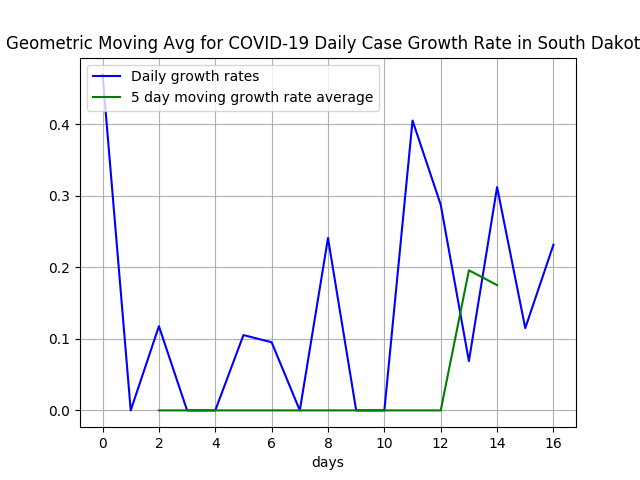 Geometric Moving Avg for COVID-19 Daily Case Growth Rate in South Dakot
Daily growth rates
5 day moving growth rate average
0.4
0.3
0.2
0.1
0.0
0 2 4 6 8 10 12 14 16
days